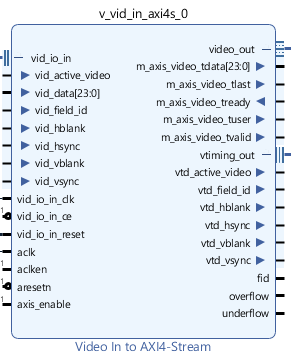 v_vid_in_axi4s_0
vid_io_in
vid_active_video
vid_data[23:0]
vid_field_id
vid_hblank
vid_hsync
vid_vblank
vid_vsync
vid_io_in_clk
vid_io_in_ce
vid_io_in_reset
aclk
aclken
aresetn
axis_enable
video_out
m_axis_video_tdata[23:0]
m_axis_video_tlast
m_axis_video_tready
m_axis_video_tuser
m_axis_video_tvalid
vtiming_out
vtd_active_video
vtd_field_id
vtd_hblank
vtd_hsync
vtd_vblank
vtd_vsync
fid
overflow
underflow
Video In to AXI4-Stream